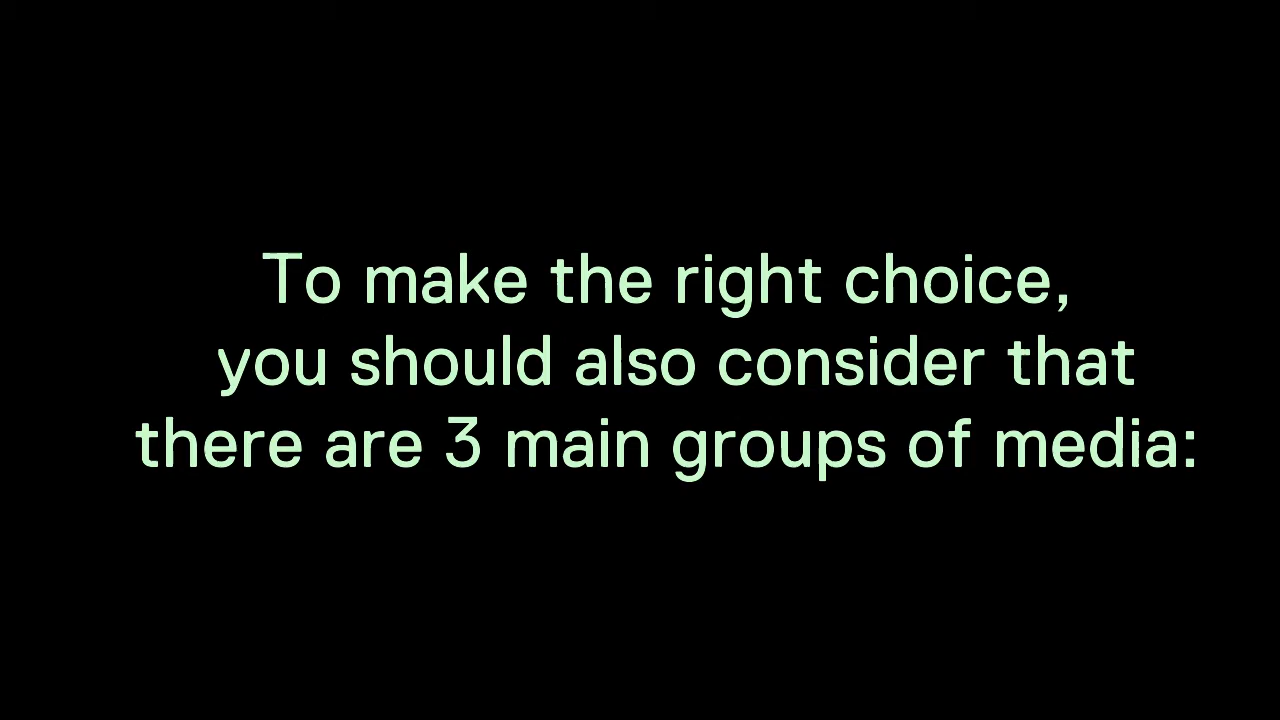 To make the right choice,
you should also consider that
there are 3 main groups of media: